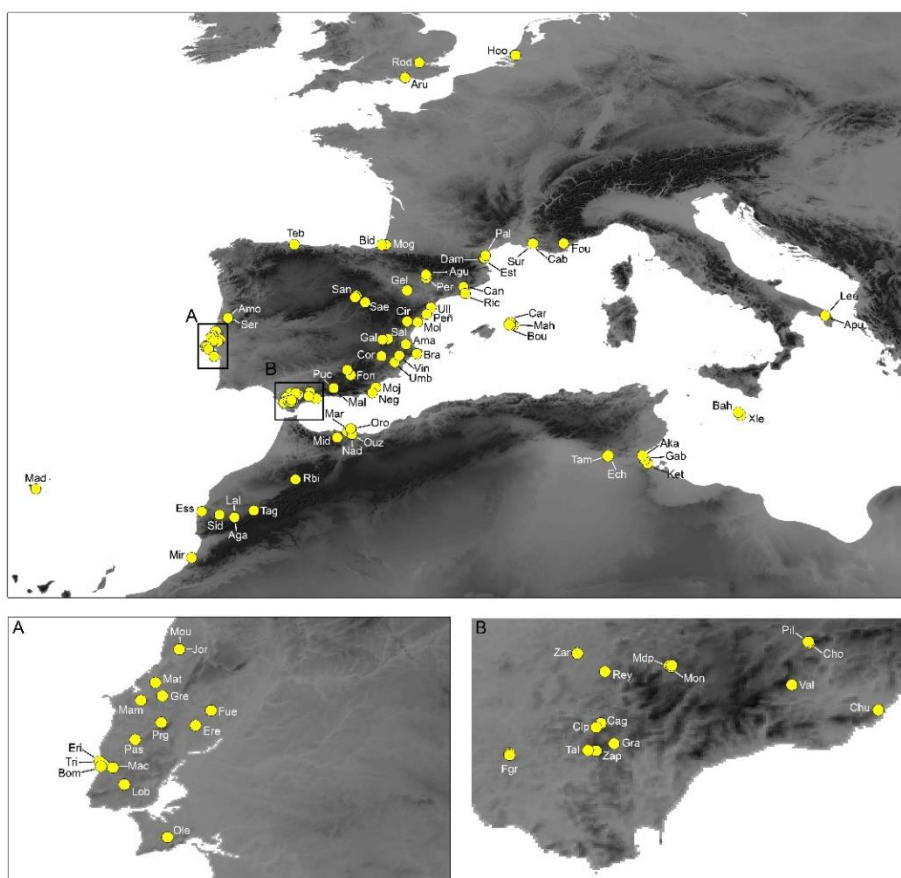 Hoo
Rod
Aru
Teb
Bid
Mog
Pal
Dam
Est
Sur
Cab
Fou
Agu
Per
Gel
San
Sae
Can
Ric
Amo
Ser
A
Cir
Ull
Peñ
Mol
Car
Mah
Bou
Lee
Apu
Gal
Sal
Ama
Bra
Cor
Vin
Umb
B
Puc
Fon
Moj
Neg
Mal
Mar
Oro
Mid
Nad
Ouz
Bah
Xle
Aka
Gab
Ket
Tam
Ech
Rbi
Mad
Ess
Lal
Tag
Sid
Aga
Mir
A
Mou
Jor
Mat
Gre
Mam
Fue
Prg
Ere
Pas
Eri
Tri
Bom
Mac
Lob
Ole
B
Pil
Cho
Zar
Mdp
Mon
Rey
Val
Chu
Cag
Clp
Gra
Tal
Zap
Fgr